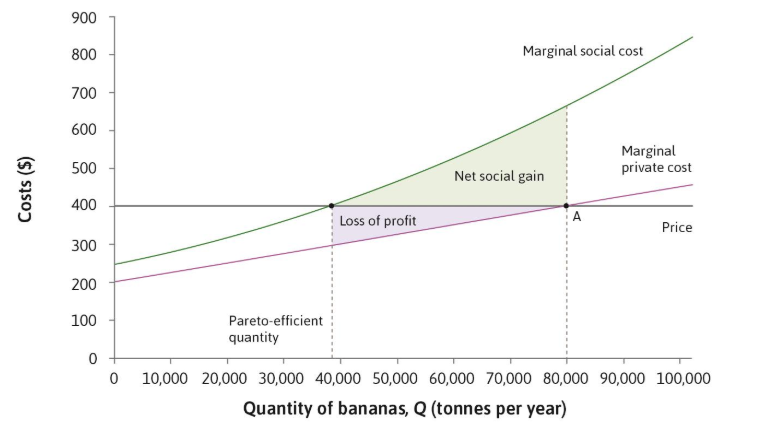 900
800
700
600
500
400
300
200
100
0
Costs ($)
Marginal social cost
Marginal
private cost
Net social gain
Loss of profit
A
Price
Pareto-efficient
quantity
0 10,000 20,000 30,000 40,000 50,000 60,000 70,000 80,000 90,000 100,000
Quantity of bananas, Q (tonnes per year)